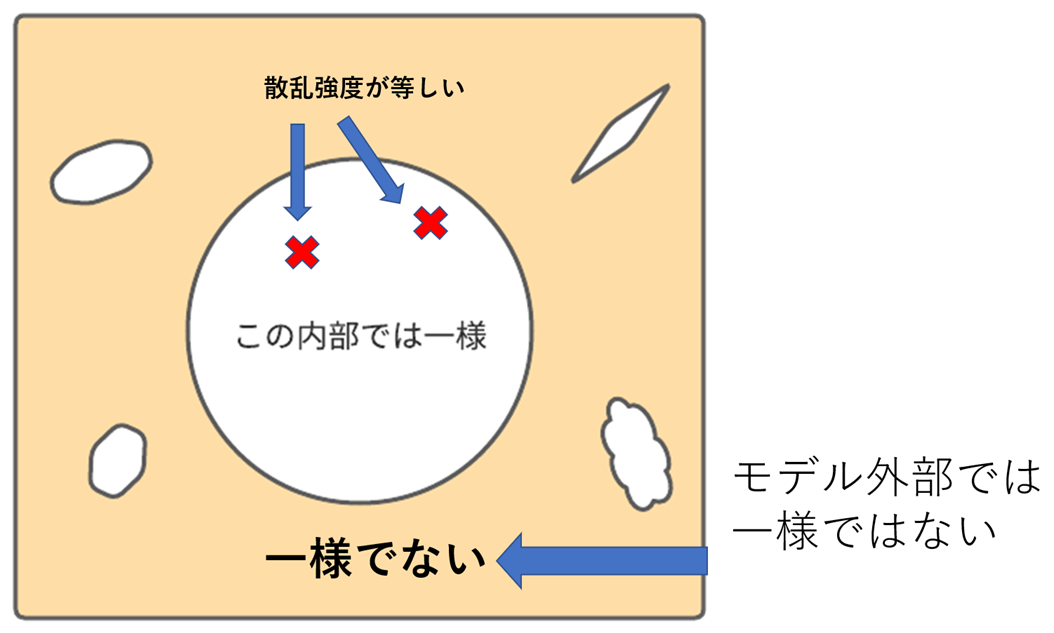 散乱強度が等しい
この内部では一様
モデル外部では
一様ではない
一様でない